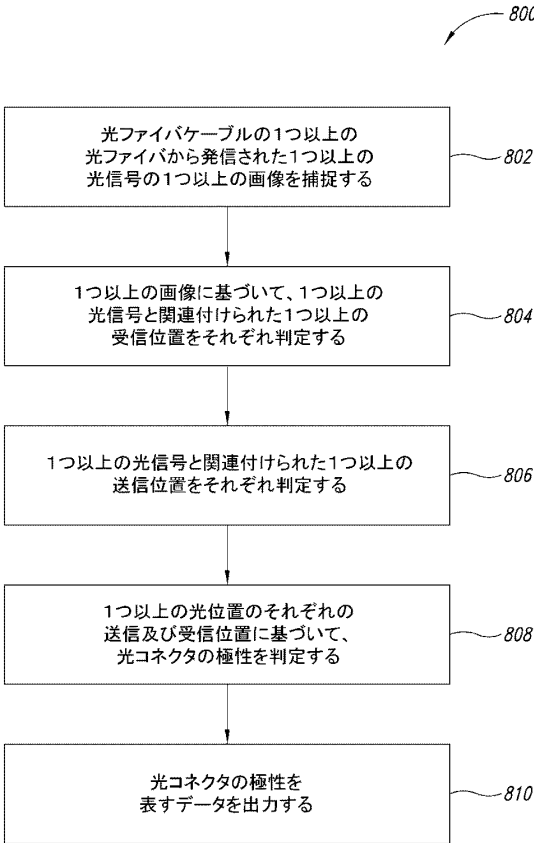 800
光ファイバケーブルの1つ以上の
光ファイバから発信された1つ以上の
光信号の1つ以上の画像を捕捉する
802
1つ以上の画像に基づいて、1つ以上の
光信号と関連付けられた1つ以上の
受信位置をそれぞれ判定する
804
1つ以上の光信号と関連付けられた1つ以上の
送信位置をそれぞれ判定する
806
1つ以上の光位置のそれぞれの
送信及び受信位置に基づいて、
光コネクタの極性を判定する
808
光コネクタの極性を
表すデータを出力する
810